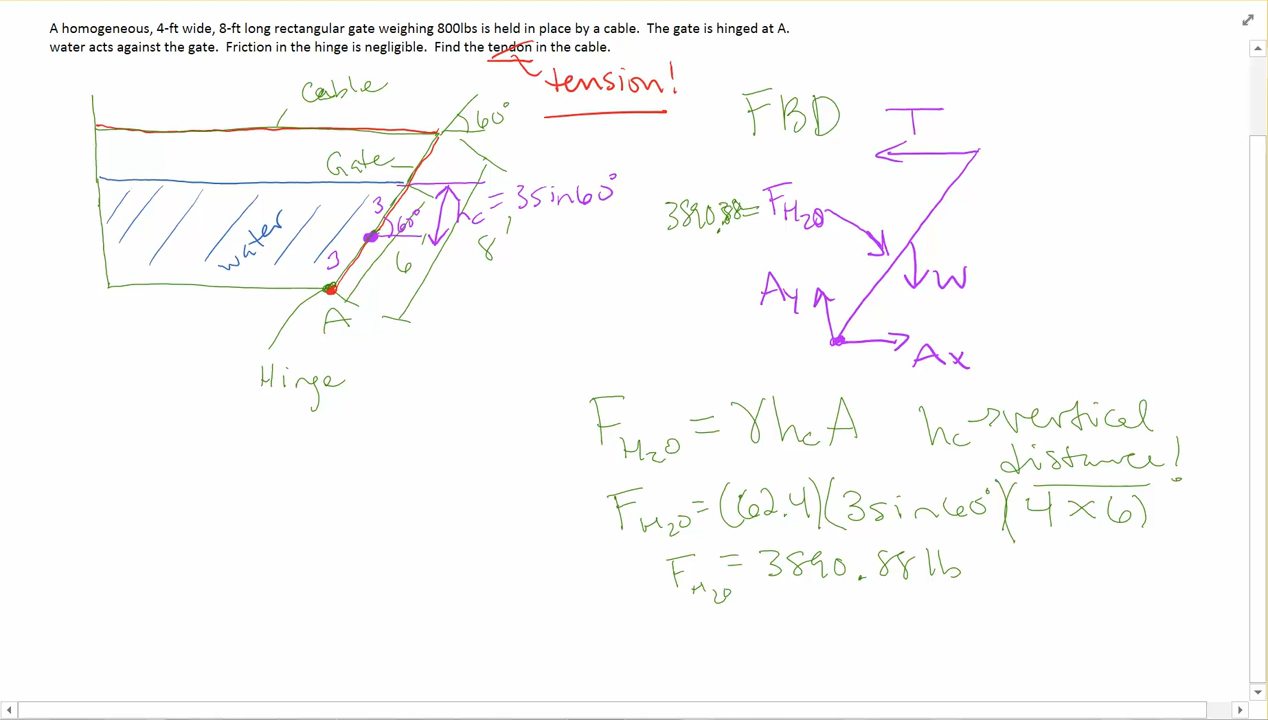 A homogeneous, 4-ft wide, 8-ft long rectangular gate weighing 800lbs is held in place by a cable. The gate is hinged at A.
water acts against the gate. Friction in the hinge is negligible. Find the tendon in the cable.
tension!
Cable
60°
FBD
T
Gate
hc = 3sin60°
3
60°
8'
water
6
3
A
Hinge
3890.88=
FH₂O
W
Ay
Ax
FH₂O = γhcA
hc→vertical
distance!
FH₂O = (62.4)(3sin60°)(4×6)
FH₂O = 3890.88 lb